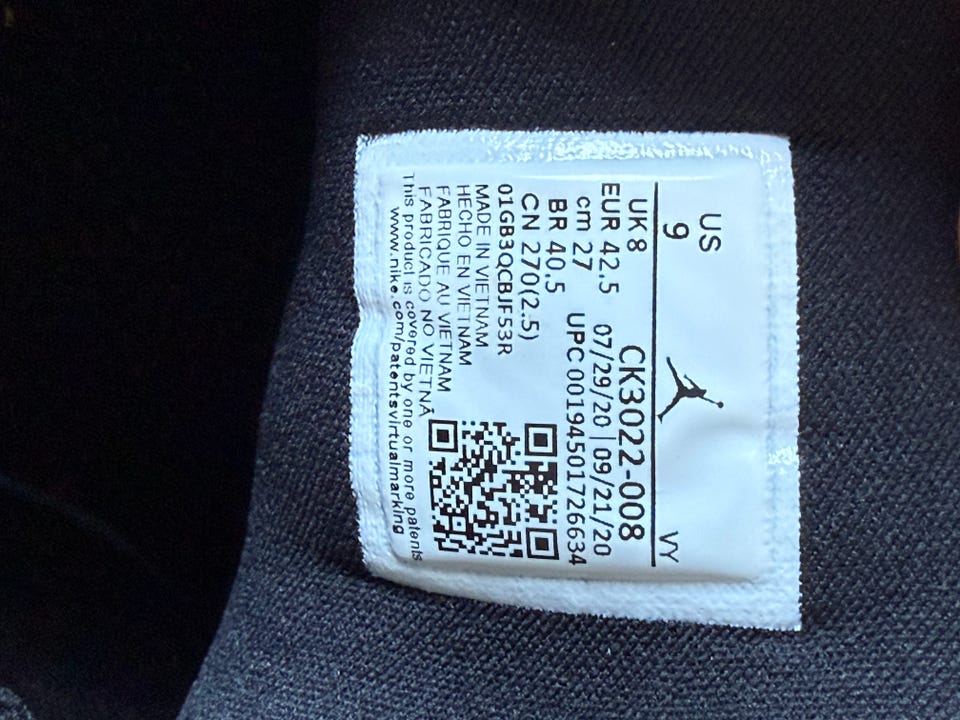 US
9
VY
UK 8
CK3022-008
EUR 42.5
07/29/20 | 09/21/20
cm 27
UPC 00194501726634
BR 40.5
CN 270(2.5)
01GB3QCBJF53R
MADE IN VIETNAM
HECHO EN VIETNAM
FABRIQUE AU VIETNAM
FABRICADO NO VIETNÃ
This product is covered by one or more patents
www.nike.com/patentsvirtualmarking